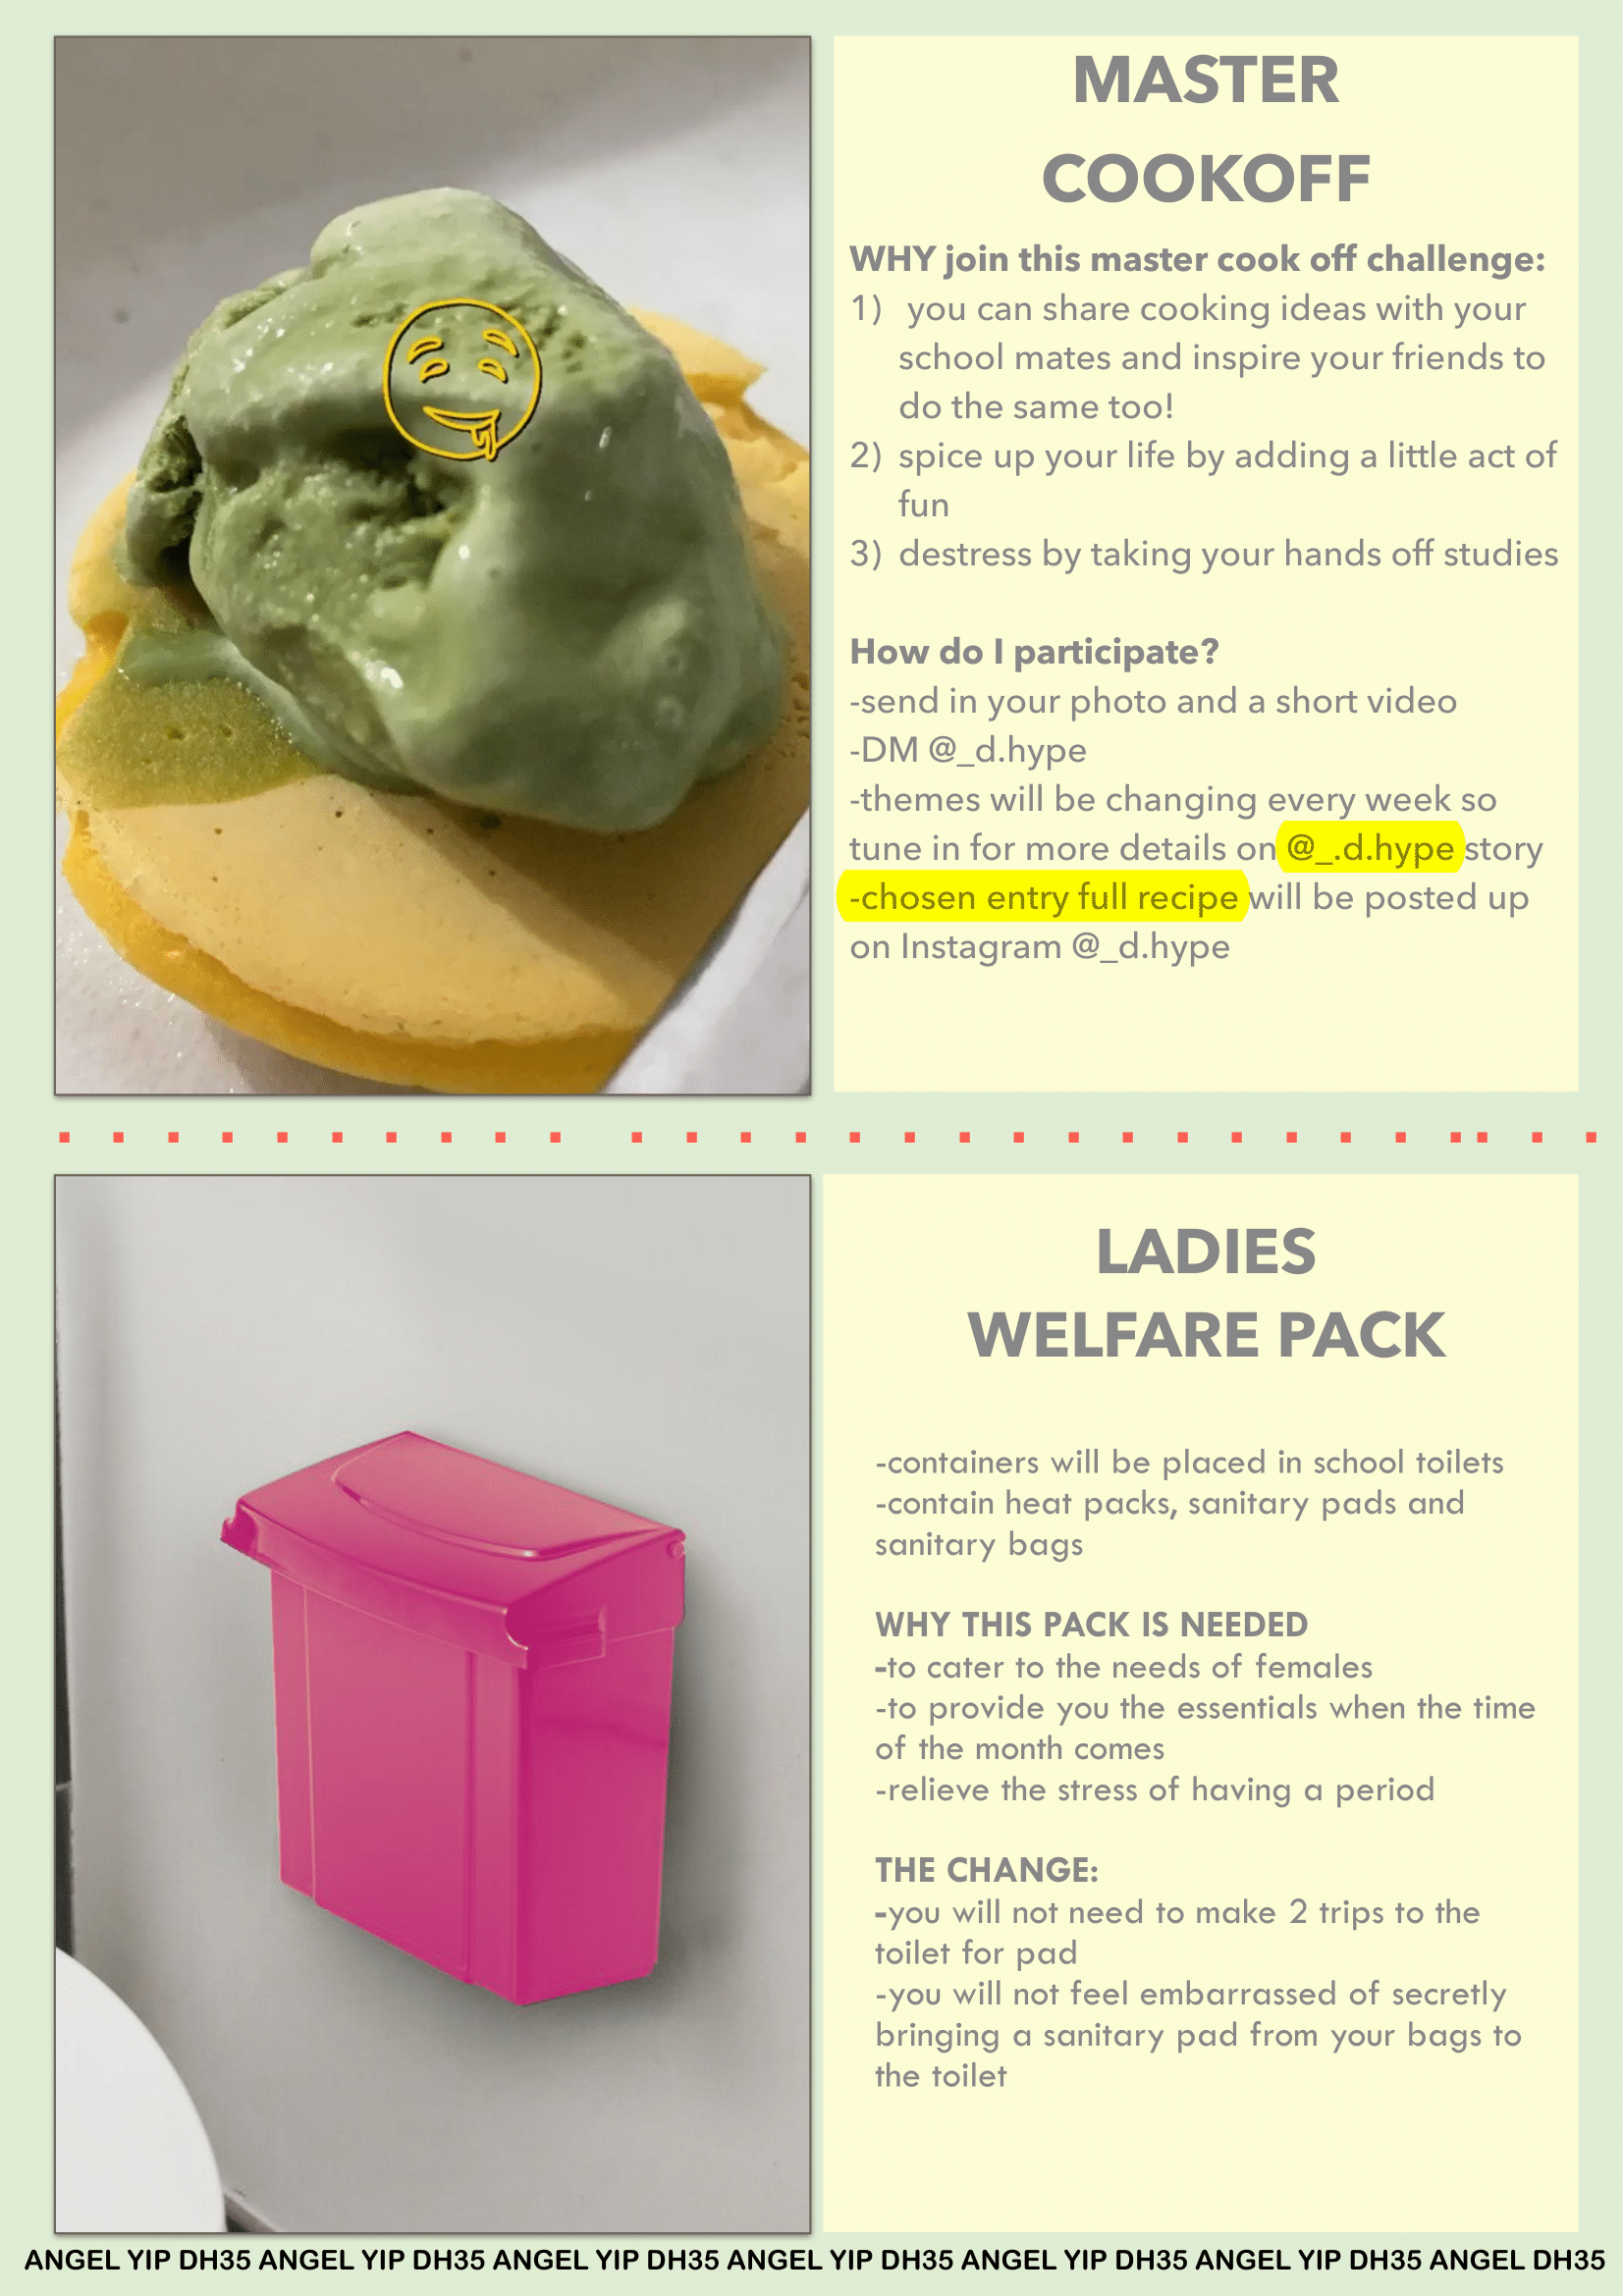 MASTER
COOKOFF
WHY join this master cook off challenge:
1) you can share cooking ideas with your
school mates and inspire your friends to
do the same too!
2) spice up your life by adding a little act of
fun
3) destress by taking your hands off studies
How do I participate?
-send in your photo and a short video
-DM @_d.hype
-themes will be changing every week so
tune in for more details on @_.d.hype story
-chosen entry full recipe will be posted up
on Instagram @_d.hype
LADIES
WELFARE PACK
-containers will be placed in school toilets
-contain heat packs, sanitary pads and
sanitary bags
WHY THIS PACK IS NEEDED
-to cater to the needs of females
-to provide you the essentials when the time
of the month comes
-relieve the stress of having a period
THE CHANGE:
-you will not need to make 2 trips to the
toilet for pad
-you will not feel embarrassed of secretly
bringing a sanitary pad from your bags to
the toilet
ANGEL YIP DH35 ANGEL YIP DH35 ANGEL YIP DH35 ANGEL YIP DH35 ANGEL YIP DH35 ANGEL YIP DH35 ANGEL DH35